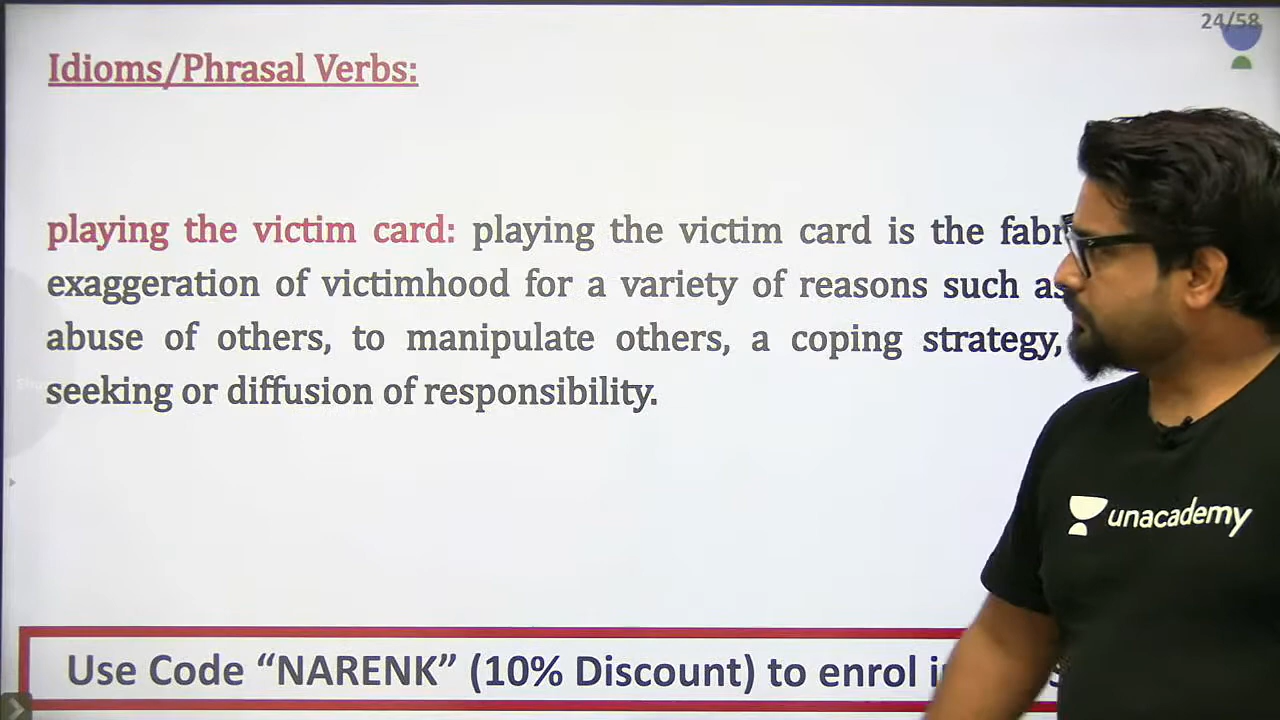 24/58
Idioms/Phrasal Verbs:
playing the victim card: playing the victim card is the
exaggeration of victimhood for a variety of reasons such as
abuse of others, to manipulate others, a coping strategy,
seeking or diffusion of responsibility.
unacademy
Use Code “NARENK” (10% Discount) to enrol